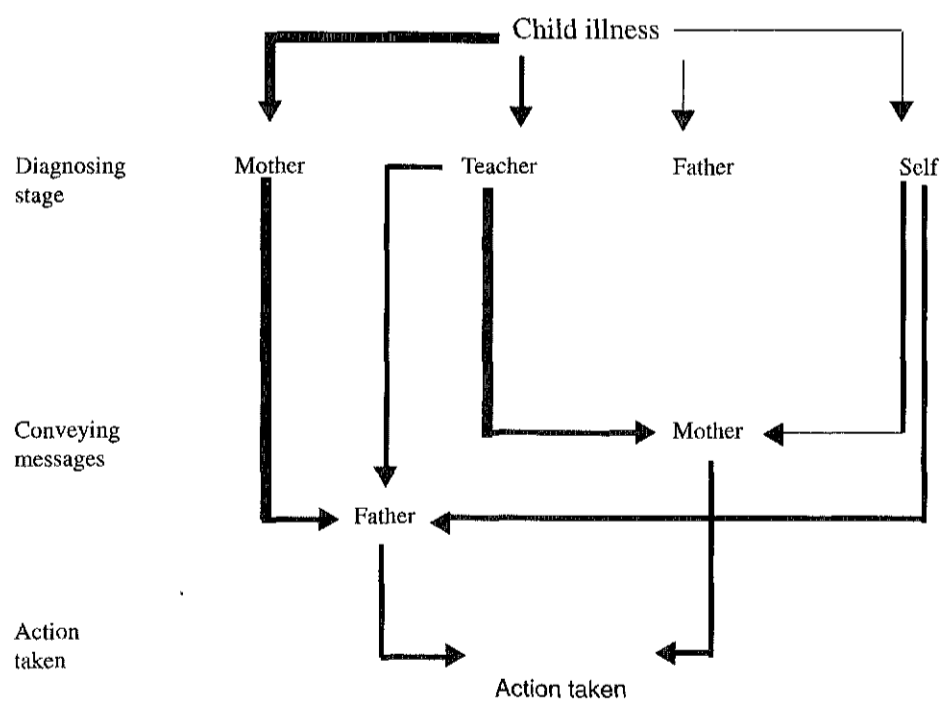 Child illness
Diagnosing
stage
Mother
Teacher
Father
Self
Conveying
messages
Mother
Father
Action
taken
Action taken